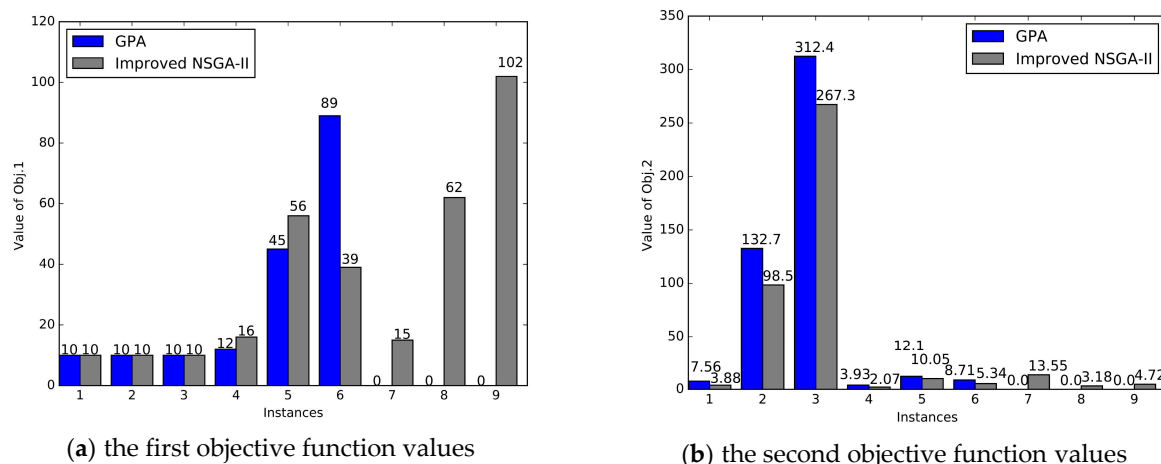 120
100
80
60
40
20
0
Value of Obj.1
GPA
Improved NSGA-II
10 10 10 10 10 10 12 16 45 56 89 39 0 15 0 62 0 102
1 2 3 4 5 6 7 8 9
Instances
(a) the first objective function values
350
300
250
200
150
100
50
0
Value of Obj.2
GPA
Improved NSGA-II
7.56 3.88 132.7 98.5 312.4 267.3 3.93 2.07 12.1 10.05 8.71 5.34 0.0 13.55 0.0 3.18 0.0 4.72
1 2 3 4 5 6 7 8 9
Instances
(b) the second objective function values